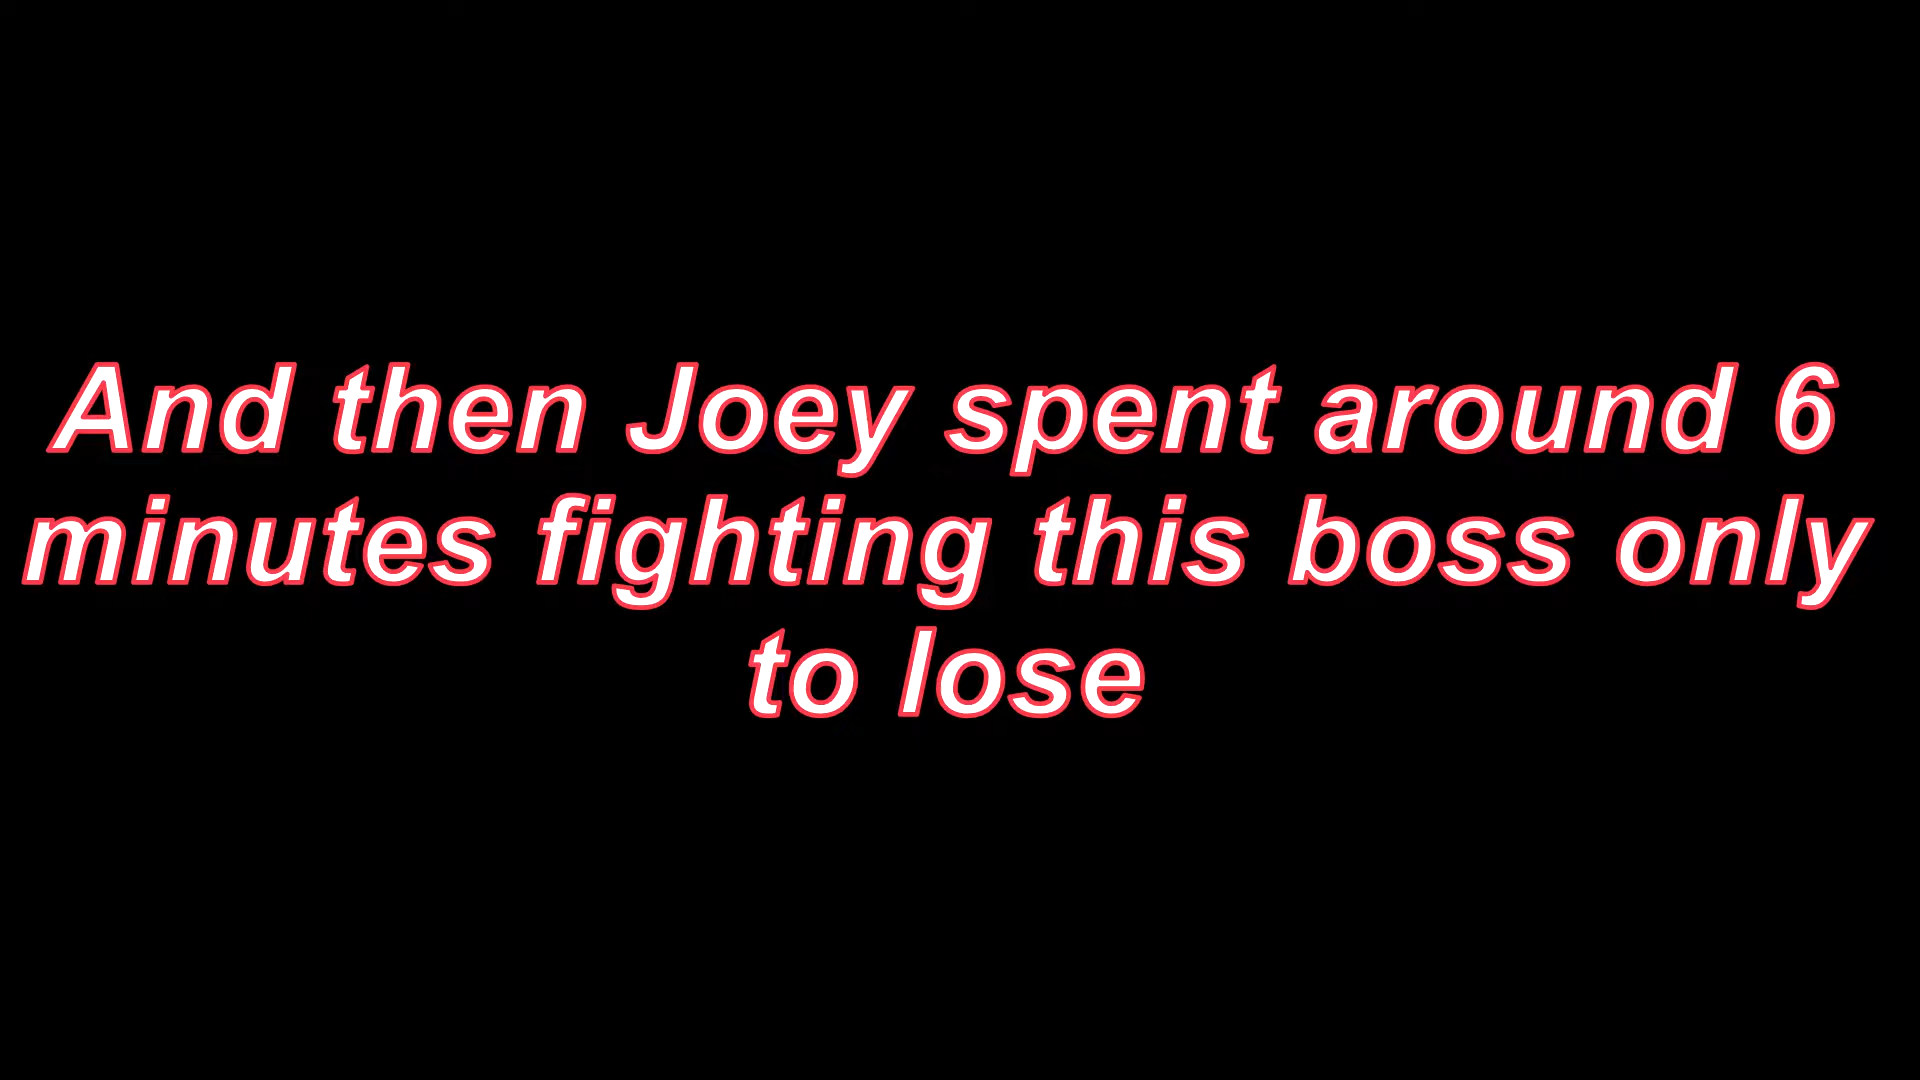 And then Joey spent around 6
minutes fighting this boss only
to lose